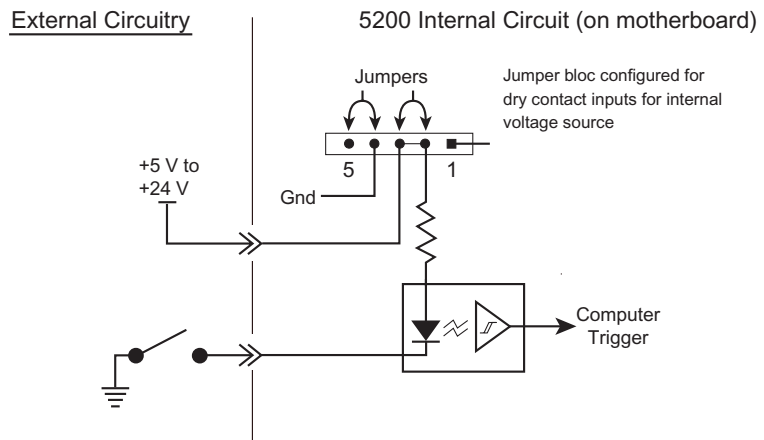 External Circuitry
5200 Internal Circuit (on motherboard)
Jumpers
Jumper bloc configured for
dry contact inputs for internal
voltage source
5
1
+5 V to
+24 V
Gnd
Computer
Trigger